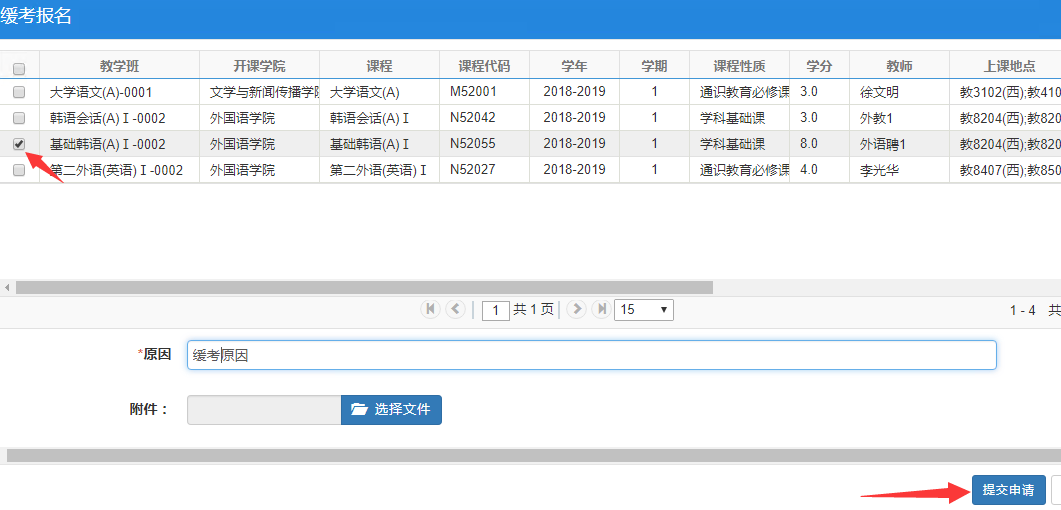 缓考报名
教学班 开课学院 课程 课程代码 学年 学期 课程性质 学分 教师 上课地点
大学语文(A)-0001 文学与新闻传播学院 大学语文(A) M52001 2018-2019 1 通识教育必修课 3.0 徐文明 教3102(西);教410
韩语会话(A)Ⅰ-0002 外国语学院 韩语会话(A)Ⅰ N52042 2018-2019 1 学科基础课 3.0 外教1 教8204(西);教820
基础韩语(A)Ⅰ-0002 外国语学院 基础韩语(A)Ⅰ N52055 2018-2019 1 学科基础课 8.0 外语聘1 教8204(西);教820
第二外语(英语)Ⅰ-0002 外国语学院 第二外语(英语)Ⅰ N52027 2018-2019 1 通识教育必修课 4.0 李光华 教8407(西);教850
1 共 1 页 15 1 - 4 共
*原因 缓考原因
附件： 选择文件
提交申请